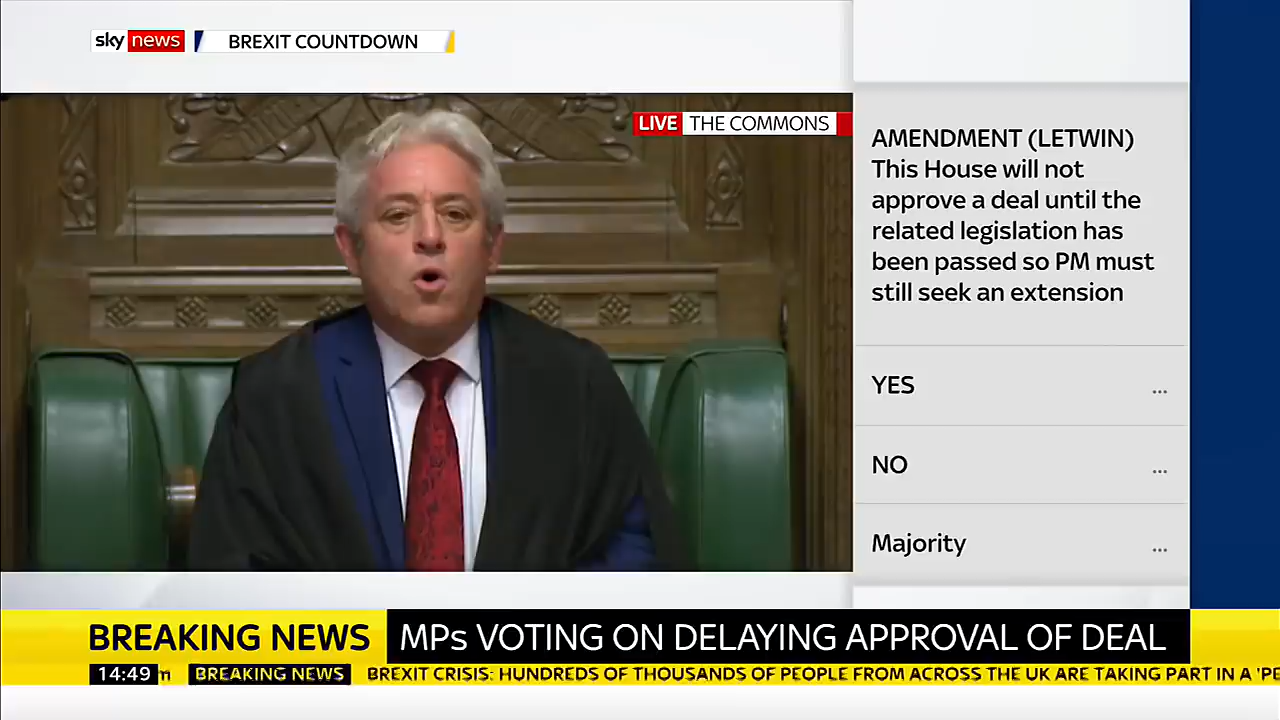 sky news BREXIT COUNTDOWN
LIVE THE COMMONS
AMENDMENT (LETWIN)
This House will not
approve a deal until the
related legislation has
been passed so PM must
still seek an extension
YES ...
NO ...
Majority ...
BREAKING NEWS MPs VOTING ON DELAYING APPROVAL OF DEAL
14:49 BREAKING NEWS BREXIT CRISIS: HUNDREDS OF THOUSANDS OF PEOPLE FROM ACROSS THE UK ARE TAKING PART IN A